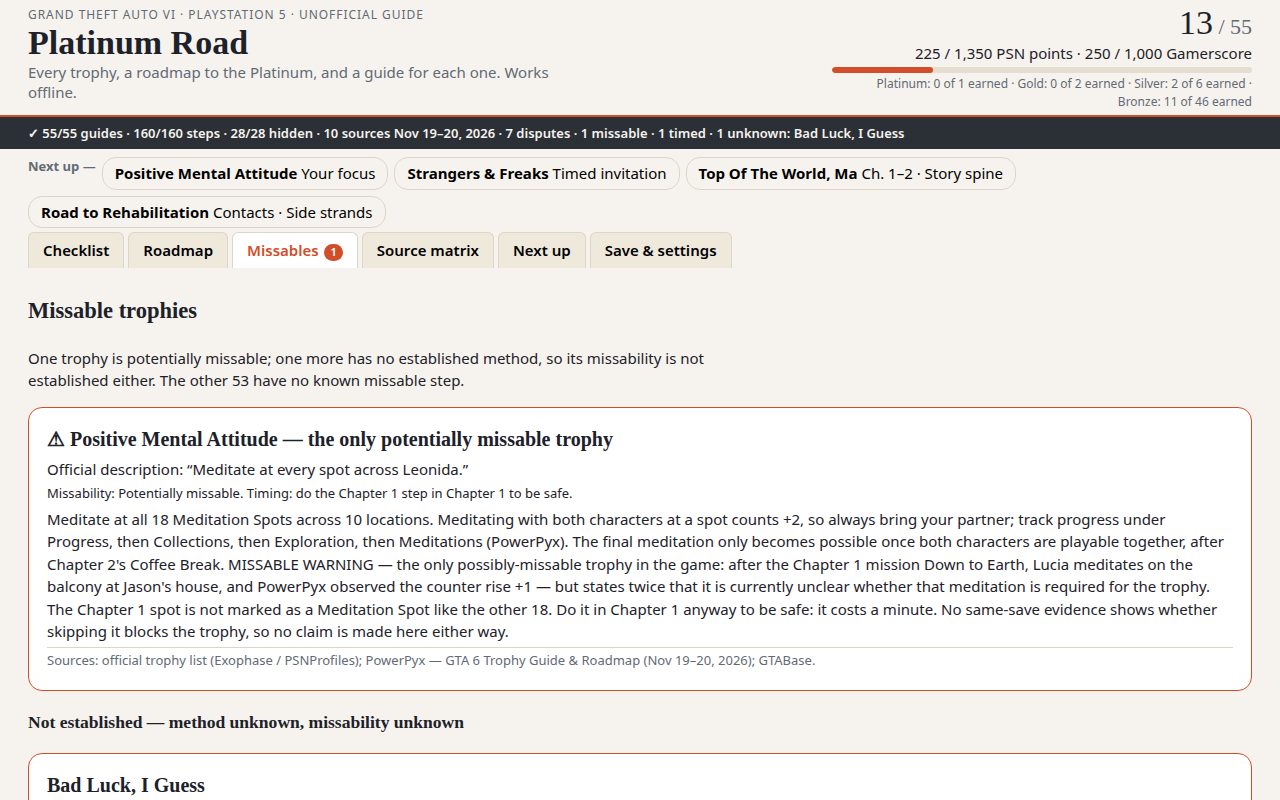 GRAND THEFT AUTO VI · PLAYSTATION 5 · UNOFFICIAL GUIDE
Platinum Road
Every trophy, a roadmap to the Platinum, and a guide for each one. Works
offline.
13 / 55
225 / 1,350 PSN points · 250 / 1,000 Gamerscore
Platinum: 0 of 1 earned · Gold: 0 of 2 earned · Silver: 2 of 6 earned ·
Bronze: 11 of 46 earned
✓ 55/55 guides · 160/160 steps · 28/28 hidden · 10 sources Nov 19–20, 2026 · 7 disputes · 1 missable · 1 timed · 1 unknown: Bad Luck, I Guess
Next up — Positive Mental Attitude Your focus Strangers & Freaks Timed invitation Top Of The World, Ma Ch. 1–2 · Story spine
Road to Rehabilitation Contacts · Side strands
Checklist Roadmap Missables 1 Source matrix Next up Save & settings
Missable trophies
One trophy is potentially missable; one more has no established method, so its missability is not
established either. The other 53 have no known missable step.
⚠ Positive Mental Attitude — the only potentially missable trophy
Official description: “Meditate at every spot across Leonida.”
Missability: Potentially missable. Timing: do the Chapter 1 step in Chapter 1 to be safe.
Meditate at all 18 Meditation Spots across 10 locations. Meditating with both characters at a spot counts +2, so always bring your partner; track progress under
Progress, then Collections, then Exploration, then Meditations (PowerPyx). The final meditation only becomes possible once both characters are playable together, after
Chapter 2's Coffee Break. MISSABLE WARNING — the only possibly-missable trophy in the game: after the Chapter 1 mission Down to Earth, Lucia meditates on the
balcony at Jason's house, and PowerPyx observed the counter rise +1 — but states twice that it is currently unclear whether that meditation is required for the trophy.
The Chapter 1 spot is not marked as a Meditation Spot like the other 18. Do it in Chapter 1 anyway to be safe: it costs a minute. No same-save evidence shows whether
skipping it blocks the trophy, so no claim is made here either way.
Sources: official trophy list (Exophase / PSNProfiles); PowerPyx — GTA 6 Trophy Guide & Roadmap (Nov 19–20, 2026); GTABase.
Not established — method unknown, missability unknown
Bad Luck, I Guess